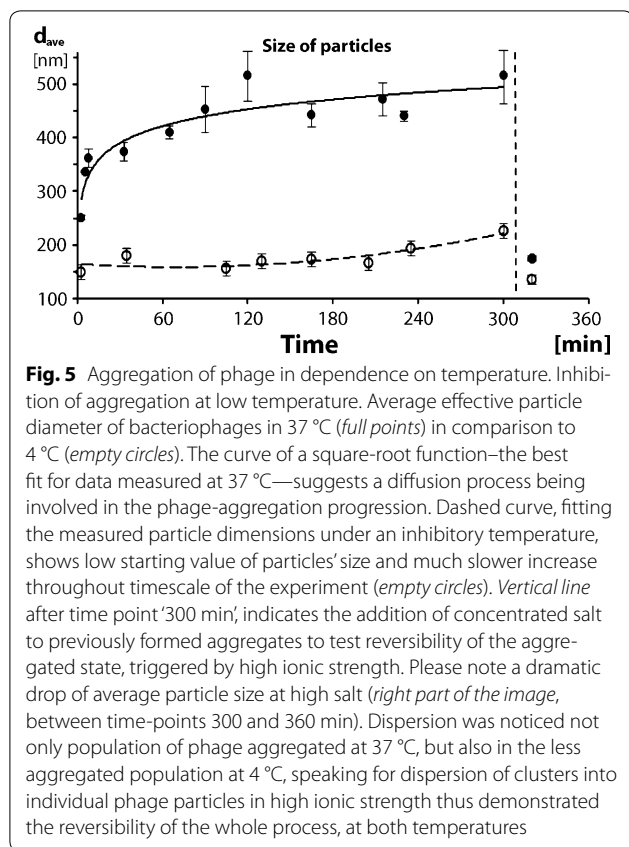 d_ave
[nm]
Size of particles
500
400
300
200
100
0 60 120 180 240 300 360
Time [min]
Fig. 5 Aggregation of phage in dependence on temperature. Inhibi-
tion of aggregation at low temperature. Average effective particle
diameter of bacteriophages in 37 °C (full points) in comparison to
4 °C (empty circles). The curve of a square-root function–the best
fit for data measured at 37 °C—suggests a diffusion process being
involved in the phage-aggregation progression. Dashed curve, fitting
the measured particle dimensions under an inhibitory temperature,
shows low starting value of particles’ size and much slower increase
throughout timescale of the experiment (empty circles). Vertical line
after time point ‘300 min’, indicates the addition of concentrated salt
to previously formed aggregates to test reversibility of the aggre-
gated state, triggered by high ionic strength. Please note a dramatic
drop of average particle size at high salt (right part of the image,
between time-points 300 and 360 min). Dispersion was noticed not
only population of phage aggregated at 37 °C, but also in the less
aggregated population at 4 °C, speaking for dispersion of clusters into
individual phage particles in high ionic strength thus demonstrated
the reversibility of the whole process, at both temperatures